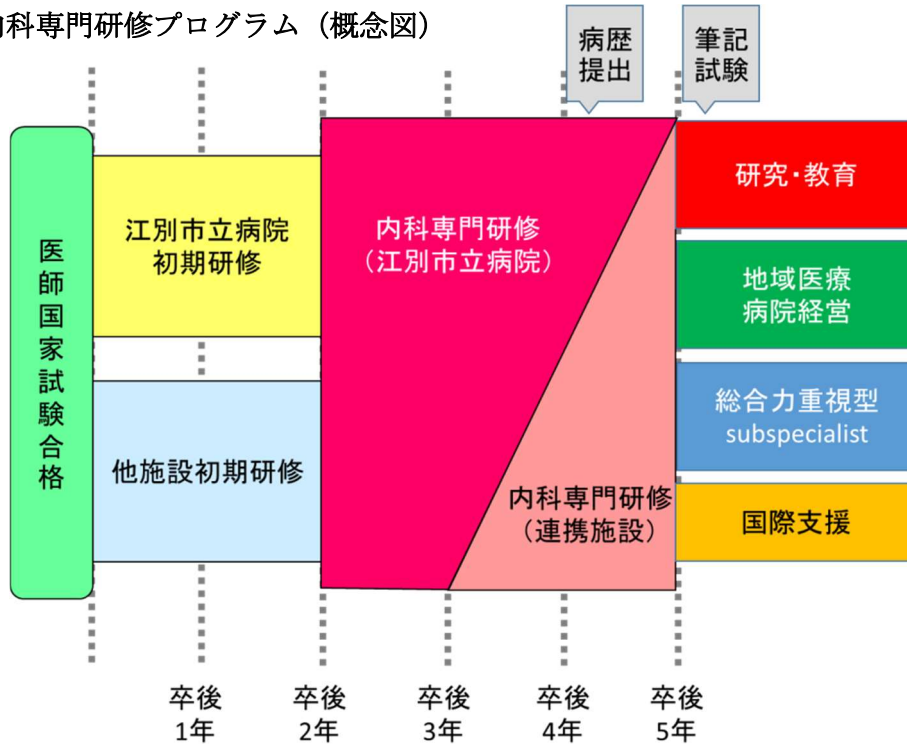 内科専門研修プログラム（概念図）
病歴
提出
筆記
試験
医師国家試験合格
江別市立病院
初期研修
他施設初期研修
内科専門研修
（江別市立病院）
内科専門研修
（連携施設）
研究・教育
地域医療
病院経営
総合力重視型
subspecialist
国際支援
卒後
1年
卒後
2年
卒後
3年
卒後
4年
卒後
5年